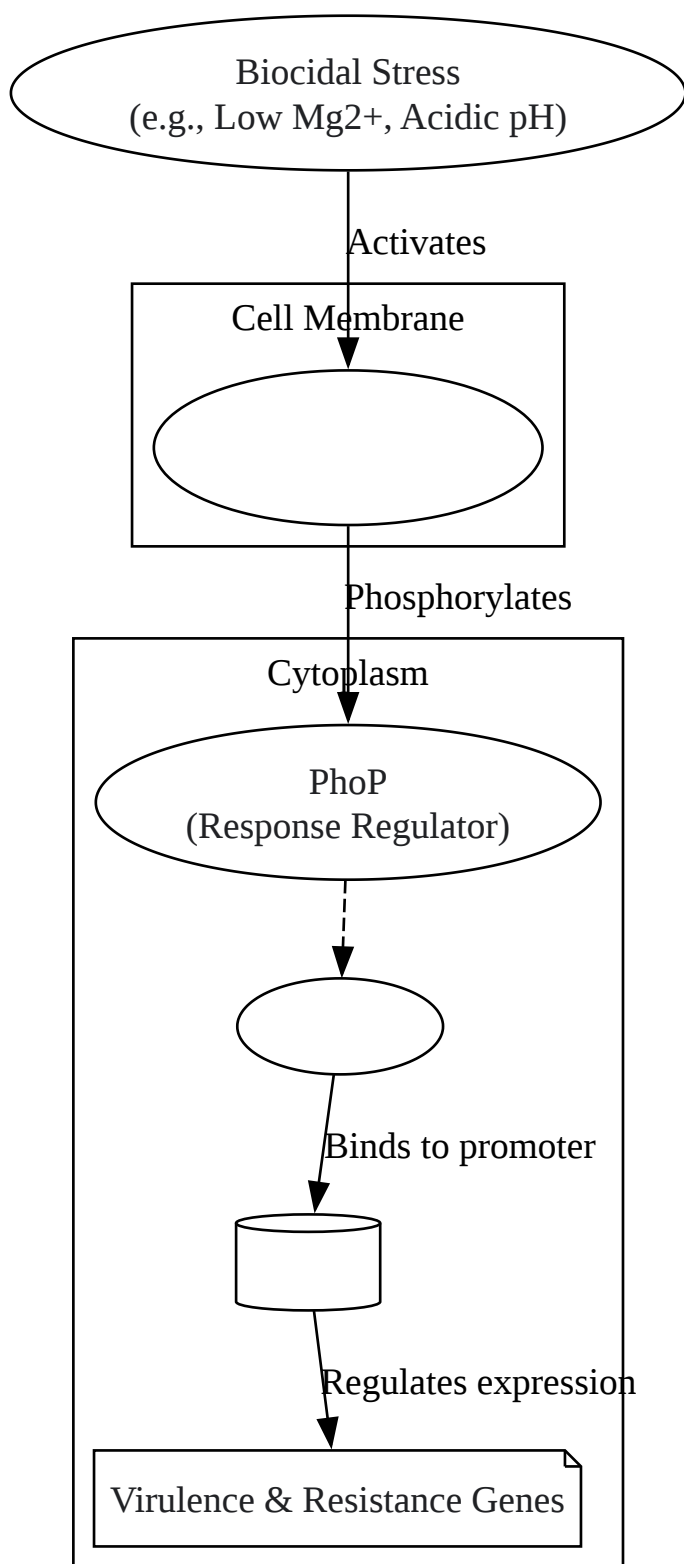 Biocidal Stress
(e.g., Low Mg2+, Acidic pH)
Activates
Cell Membrane
Phosphorylates
Cytoplasm
PhoP
(Response Regulator)
Binds to promoter
Regulates expression
Virulence & Resistance Genes